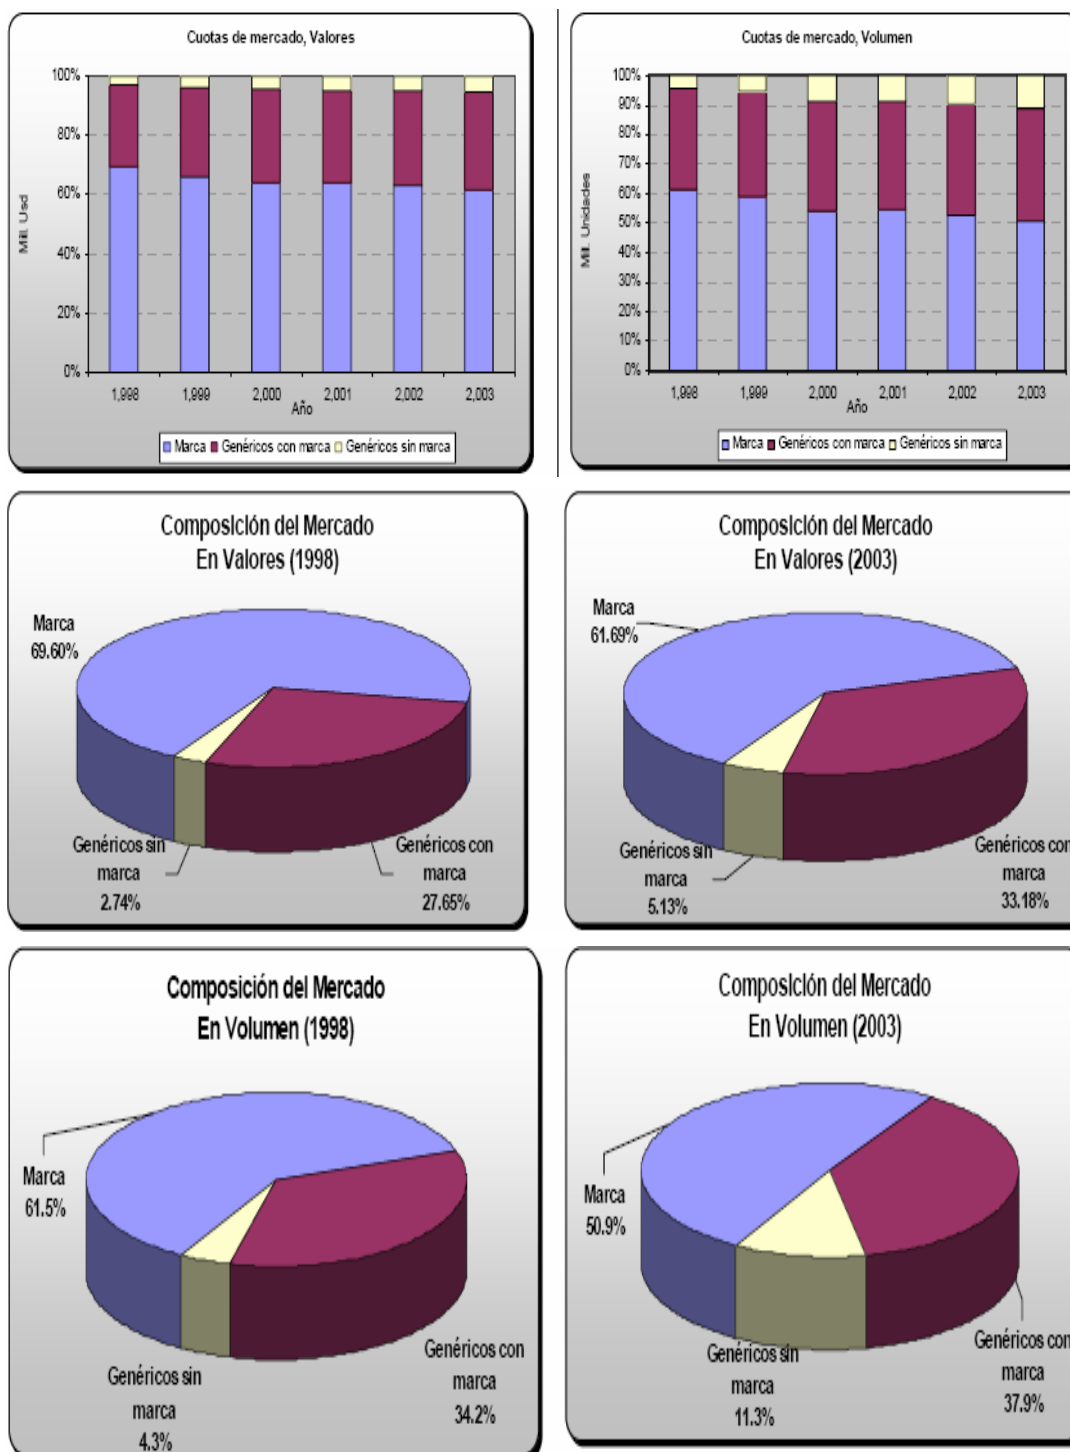 Cuotas de mercado, Valores
100%
80%
60%
40%
20%
0%
Mill. Usd
1,998 1,999 2,000 2,001 2,002 2,003
Año
Marca Genéricos con marca Genéricos sin marca
Cuotas de mercado, Volumen
100%
90%
80%
70%
60%
50%
40%
30%
20%
10%
0%
Mill. Unidades
1,998 1,999 2,000 2,001 2,002 2,003
Año
Marca Genéricos con marca Genéricos sin marca
Composición del Mercado
En Valores (1998)
Marca
69.60%
Genéricos sin
marca
2.74%
Genéricos con
marca
27.65%
Composición del Mercado
En Valores (2003)
Marca
61.69%
Genéricos sin
marca
5.13%
Genéricos con
marca
33.18%
Composición del Mercado
En Volumen (1998)
Marca
61.5%
Genéricos sin
marca
4.3%
Genéricos con
marca
34.2%
Composición del Mercado
En Volumen (2003)
Marca
50.9%
Genéricos sin
marca
11.3%
Genéricos con
marca
37.9%